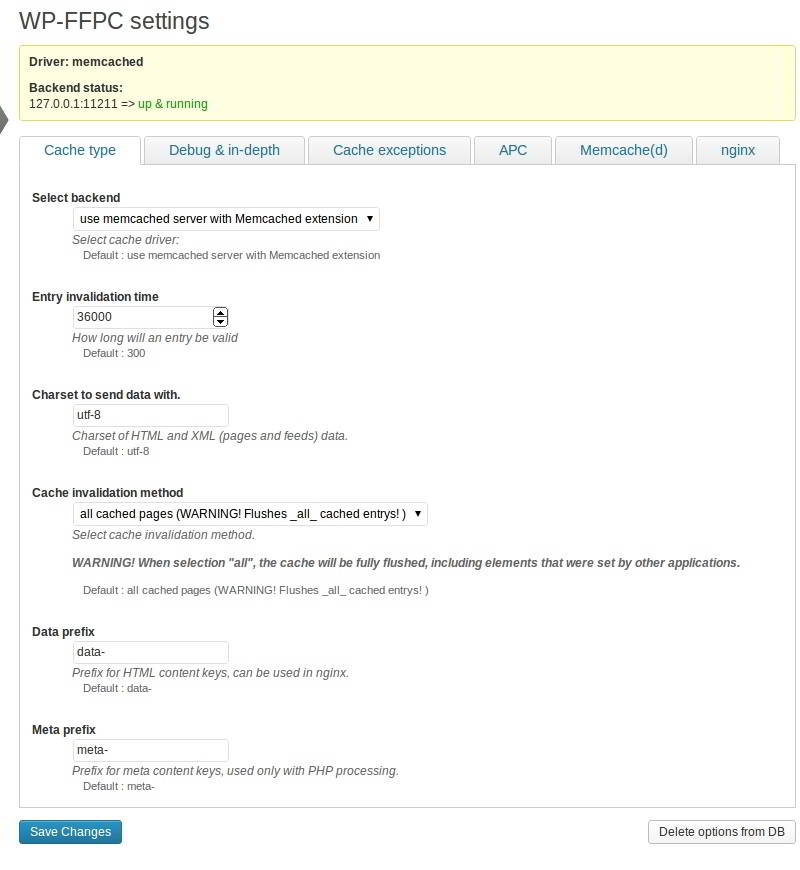 WP-FFPC settings
Driver: memcached
Backend status:
127.0.0.1:11211 => up & running
Cache type Debug & in-depth Cache exceptions APC Memcache(d) nginx
Select backend
use memcached server with Memcached extension
Select cache driver:
Default : use memcached server with Memcached extension
Entry invalidation time
36000
How long will an entry be valid
Default : 300
Charset to send data with.
utf-8
Charset of HTML and XML (pages and feeds) data.
Default : utf-8
Cache invalidation method
all cached pages (WARNING! Flushes _all_ cached entrys! )
Select cache invalidation method.
WARNING! When selection "all", the cache will be fully flushed, including elements that were set by other applications.
Default : all cached pages (WARNING! Flushes _all_ cached entrys! )
Data prefix
data-
Prefix for HTML content keys, can be used in nginx.
Default : data-
Meta prefix
meta-
Prefix for meta content keys, used only with PHP processing.
Default : meta-
Save Changes Delete options from DB